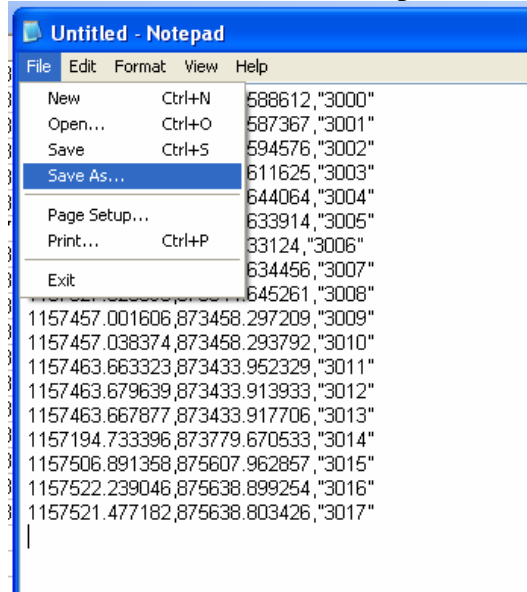 Untitled - Notepad
File Edit Format View Help
New Ctrl+N
Open... Ctrl+O
Save Ctrl+S
Save As...
Page Setup...
Print... Ctrl+P
Exit
588612,"3000"
587367,"3001"
594576,"3002"
611625,"3003"
644064,"3004"
633914,"3005"
33124,"3006"
634456,"3007"
645261,"3008"
1157457.001606,873458.297209,"3009"
1157457.038374,873458.293792,"3010"
1157463.663323,873433.952329,"3011"
1157463.679639,873433.913933,"3012"
1157463.667877,873433.917706,"3013"
1157194.733396,873779.670533,"3014"
1157506.891358,875607.962857,"3015"
1157522.239046,875638.899254,"3016"
1157521.477182,875638.803426,"3017"